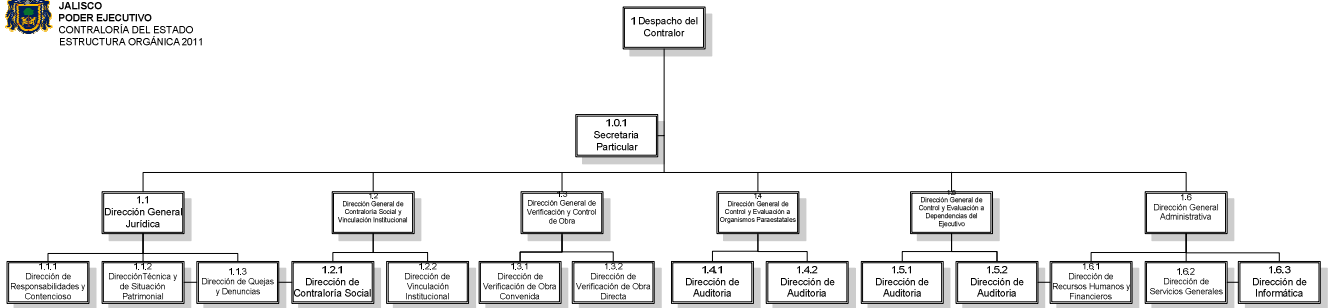 JALISCO
PODER EJECUTIVO
CONTRALORÍA DEL ESTADO
ESTRUCTURA ORGÁNICA 2011
1 Despacho del
Contralor
1.0.1
Secretaria
Particular
1.1
Dirección General
Jurídica
1.2
Dirección General de
Contraloría Social y
Vinculación Institucional
1.3
Dirección General de
Verificación y Control
de Obra
1.4
Dirección General de
Control y Evaluación a
Organismos Paraestatales
Dirección General de
Control y Evaluación a
Dependencias del
Ejecutivo
1.6
Dirección General
Administrativa
1.1.1
Dirección de
Responsabilidades y
Contencioso
1.1.2
DirecciónTécnica y
de Situación
Patrimonial
1.1.3
Dirección de Quejas
y Denuncias
1.2.1
Dirección de
Contraloría Social
1.2.2
Dirección de
Vinculación
Institucional
1.3.1
Dirección de
Verificación de Obra
Convenida
1.3.2
Dirección de
Verificación de Obra
Directa
1.4.1
Dirección de
Auditoria
1.4.2
Dirección de
Auditoria
1.5.1
Dirección de
Auditoria
1.5.2
Dirección de
Auditoria
1.6.1
Dirección de
Recursos Humanos y
Financieros
1.6.2
Dirección de
Servicios Generales
1.6.3
Dirección de
Informática